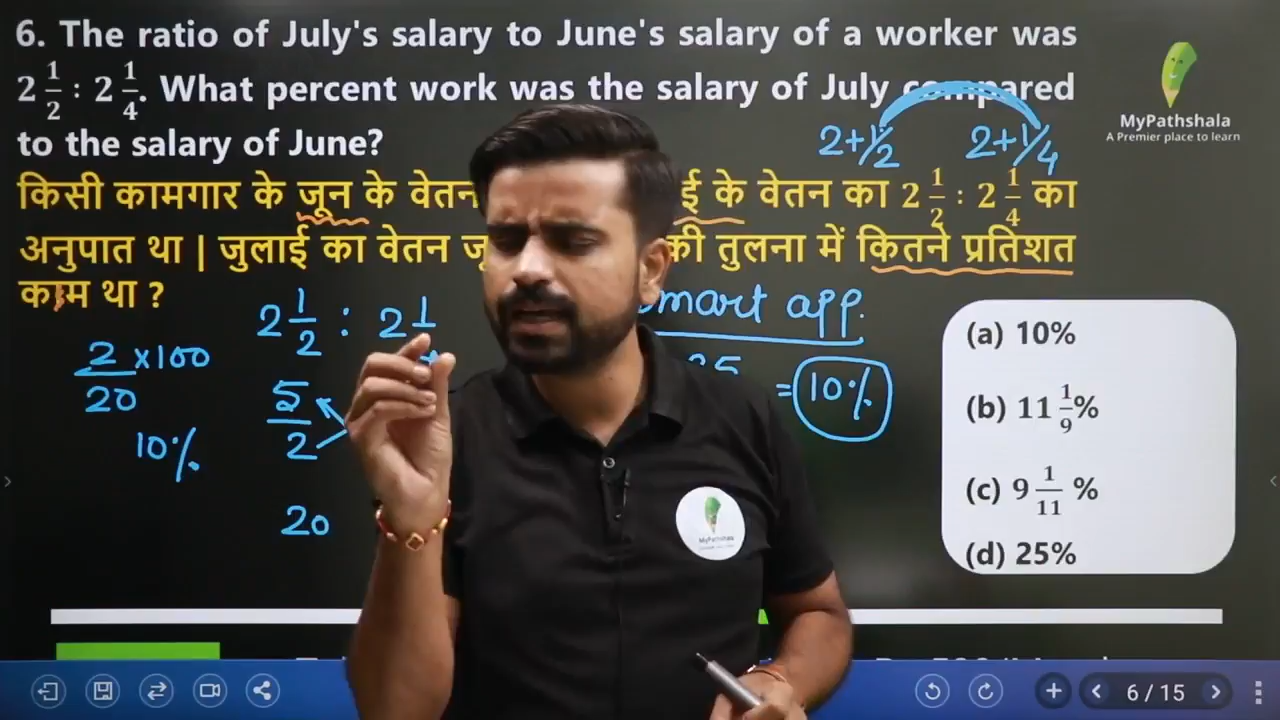 6. The ratio of July's salary to June's salary of a worker was
2 1/2 : 2 1/4. What percent work was the salary of July compared
to the salary of June?
MyPathshala
A Premier place to learn
2+1/2 2+1/4
किसी कामगार के जून के वेतन ई के वेतन का 2 1/2 : 2 1/4 का
अनुपात था | जुलाई का वेतन जू की तुलना में कितने प्रतिशत
काम था ?
2 1/2 : 2 1
smart app.
2/20 x100
10%
5/2
20
= 10%
(a) 10%
(b) 11 1/9%
(c) 9 1/11 %
(d) 25%
MyPathshala
6 / 15